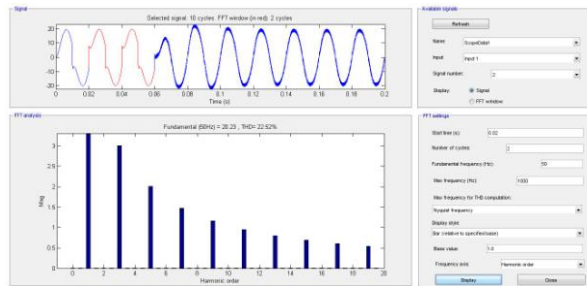 Signal
Selected signal: 10 cycles. FFT window (in red): 2 cycles
20
10
0
-10
-20
0
0.02
0.04
0.06
0.08
0.1
0.12
0.14
0.16
0.18
0.2
Time (s)
FFT analysis
Fundamental (50Hz) = 28.23 , THD= 22.52%
3
2.5
2
1.5
1
0.5
0
Mag
0
2
4
6
8
10
12
14
16
18
20
Harmonic order
Available signals
Refresh
Name:
ScopeData1
Input:
input 1
Signal number:
2
Display:
Signal
FFT window
FFT settings
Start time (s):
0.02
Number of cycles:
2
Fundamental frequency (Hz):
50
Max frequency (Hz):
1000
Max frequency for THD computation:
Nyquist frequency
Display style:
Bar (relative to specified base)
Base value:
1.0
Frequency axis:
Harmonic order
Display
Close